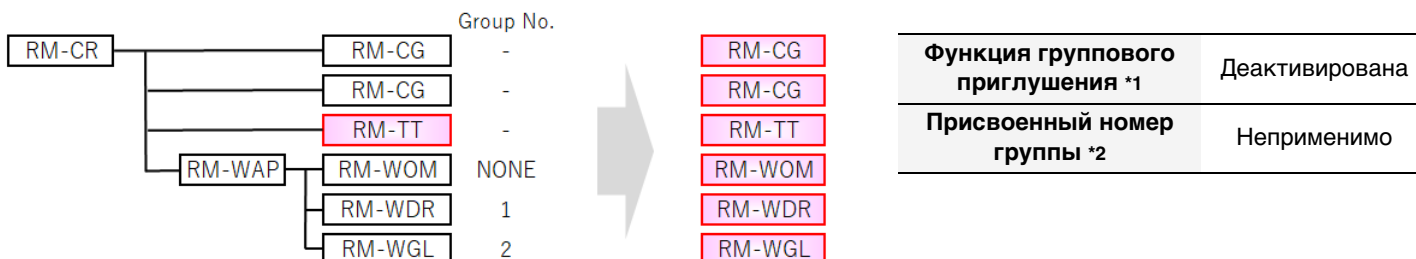 Group No.
RM-CR RM-CG - RM-CG
RM-CG - RM-CG
RM-TT - RM-TT
RM-WAP RM-WOM NONE RM-WOM
RM-WDR 1 RM-WDR
RM-WGL 2 RM-WGL
Функция группового
приглушения *1
Деактивирована
Присвоенный номер
группы *2
Неприменимо